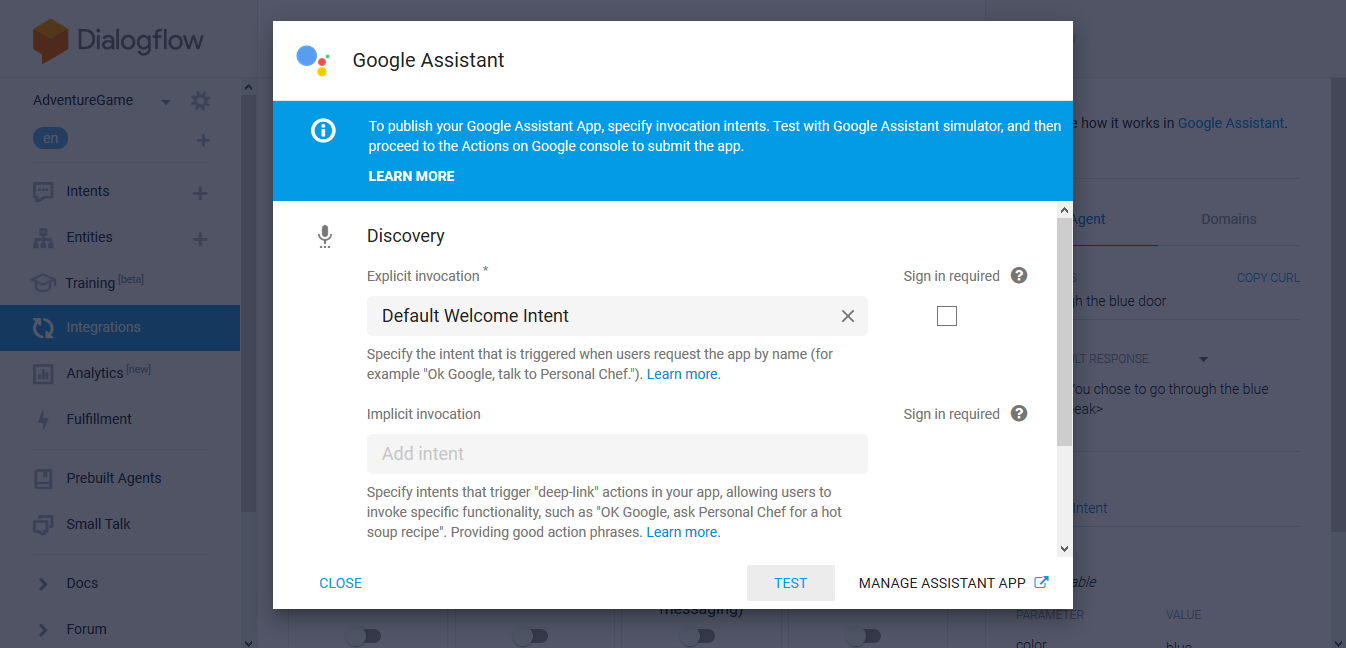 Dialogflow
AdventureGame
en
Intents
Entities
Training [beta]
Integrations
Analytics [new]
Fulfillment
Prebuilt Agents
Small Talk
Docs
Forum
Google Assistant
To publish your Google Assistant App, specify invocation intents. Test with Google Assistant simulator, and then
proceed to the Actions on Google console to submit the app.
LEARN MORE
Discovery
Explicit invocation *
Sign in required
Default Welcome Intent
Specify the intent that is triggered when users request the app by name (for
example "Ok Google, talk to Personal Chef."). Learn more.
Implicit invocation
Sign in required
Add intent
Specify intents that trigger "deep-link" actions in your app, allowing users to
invoke specific functionality, such as "OK Google, ask Personal Chef for a hot
soup recipe". Providing good action phrases. Learn more.
CLOSE
TEST
MANAGE ASSISTANT APP
messaging)
how it works in Google Assistant.
Agent
Domains
COPY CURL
the blue door
RESPONSE
You chose to go through the blue
Intent
PARAMETER
VALUE
color
blue